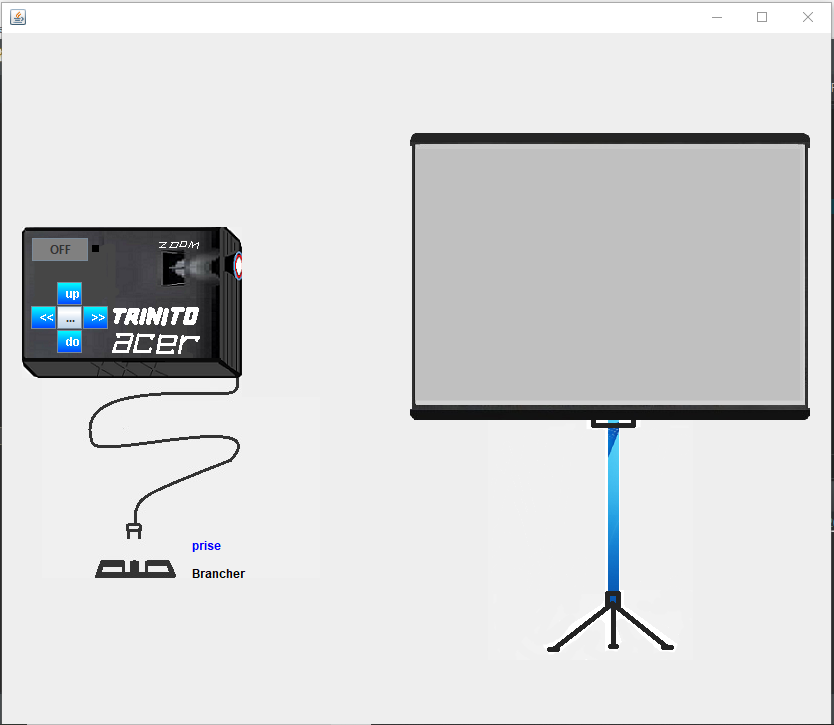 OFF
ZOOM
up
<< ... >>
do
TRINITO
acer
prise
Brancher